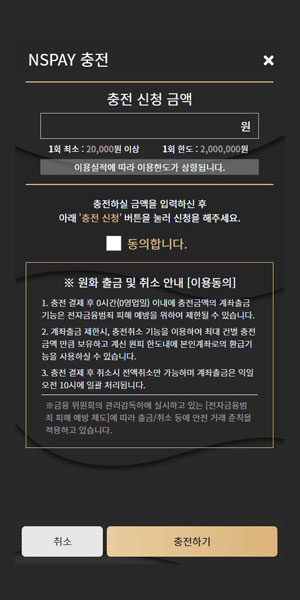 NSPAY 충전
충전 신청 금액
원
1회 최소 : 20,000원 이상 1회 한도 : 2,000,000원
이용실적에 따라 이용한도가 상향됩니다.
충전하실 금액을 입력하신 후
아래 '충전 신청' 버튼을 눌러 신청을 해주세요.
동의합니다.
※ 원화 출금 및 취소 안내 [이용동의]
1. 충전 결제 후 0시간(0영업일) 이내에 충전금액의 계좌출금
기능은 전자금융범죄 피해 예방을 위하여 제한될 수 있습니다.
2. 계좌출금 제한시, 충전취소 기능을 이용하여 최대 건별 충전
금액 만큼 보유하고 계신 원피 한도내에 본인계좌로의 환급기
능을 사용하실 수 있습니다.
3. 충전 결제 후 취소시 전액취소만 가능하며 계좌출금은 익일
오전 10시에 일괄 처리됩니다.
※금융 위원회의 관리감독하에 실시하고 있는 [전자금융범
죄 피해 예방 제도]에 따라 출금/취소 등에 안전 거래 준칙을
적용하고 있습니다.
취소 충전하기